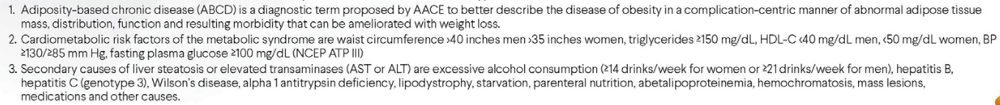 1. Adiposity-based chronic disease (ABCD) is a diagnostic term proposed by AACE to better describe the disease of obesity in a complication-centric manner of abnormal adipose tissue
mass, distribution, function and resulting morbidity that can be ameliorated with weight loss.
2. Cardiometabolic risk factors of the metabolic syndrome are waist circumference >40 inches men >35 inches women, triglycerides ≥150 mg/dL, HDL-C <40 mg/dL men, <50 mg/dL women, BP
≥130/≥85 mm Hg, fasting plasma glucose ≥100 mg/dL (NCEP ATP III)
3. Secondary causes of liver steatosis or elevated transaminases (AST or ALT) are excessive alcohol consumption (≥14 drinks/week for women or ≥21 drinks/week for men), hepatitis B,
hepatitis C (genotype 3), Wilson's disease, alpha 1 antitrypsin deficiency, lipodystrophy, starvation, parenteral nutrition, abetalipoproteinemia, hemochromatosis, mass lesions,
medications and other causes.